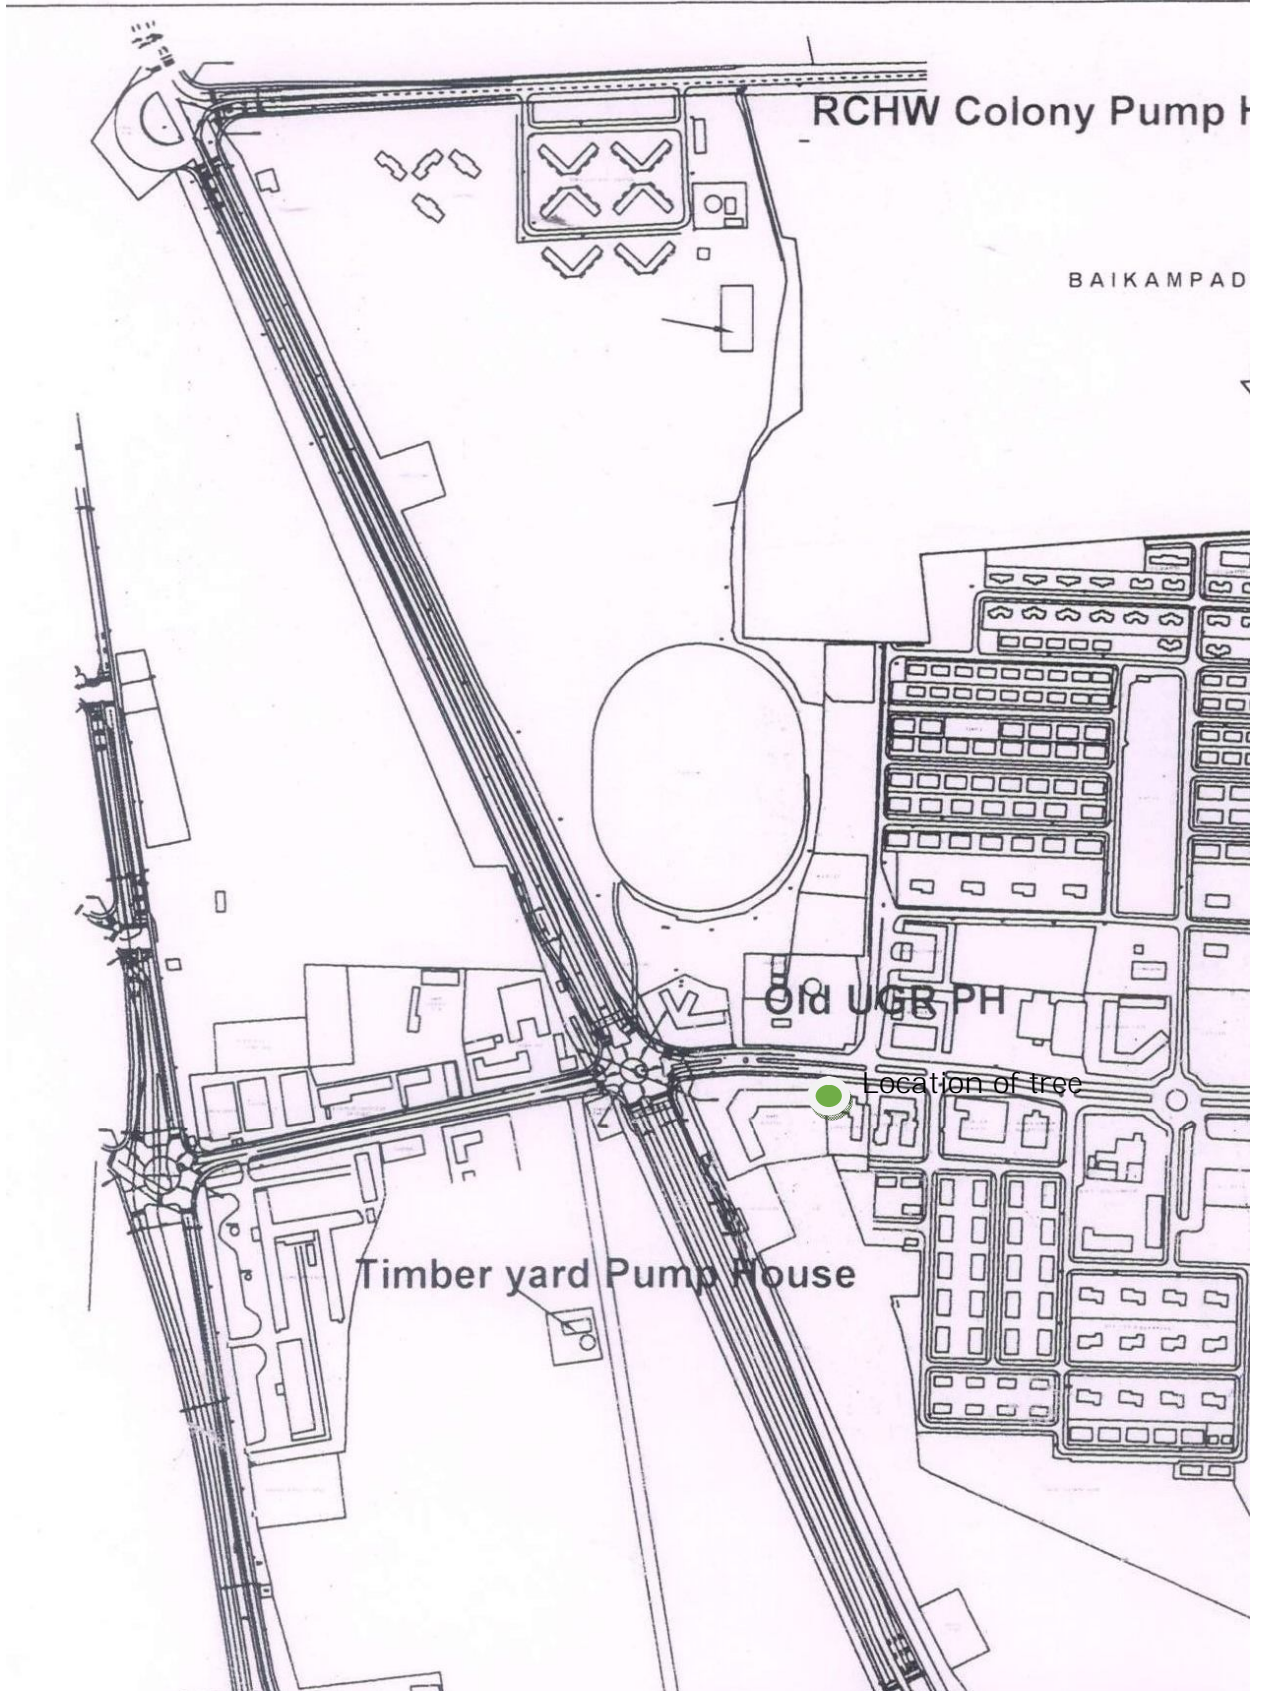 RCHW Colony Pump H
BAIKAMPAD
Old UGR PH
Location of tree
Timber yard Pump House